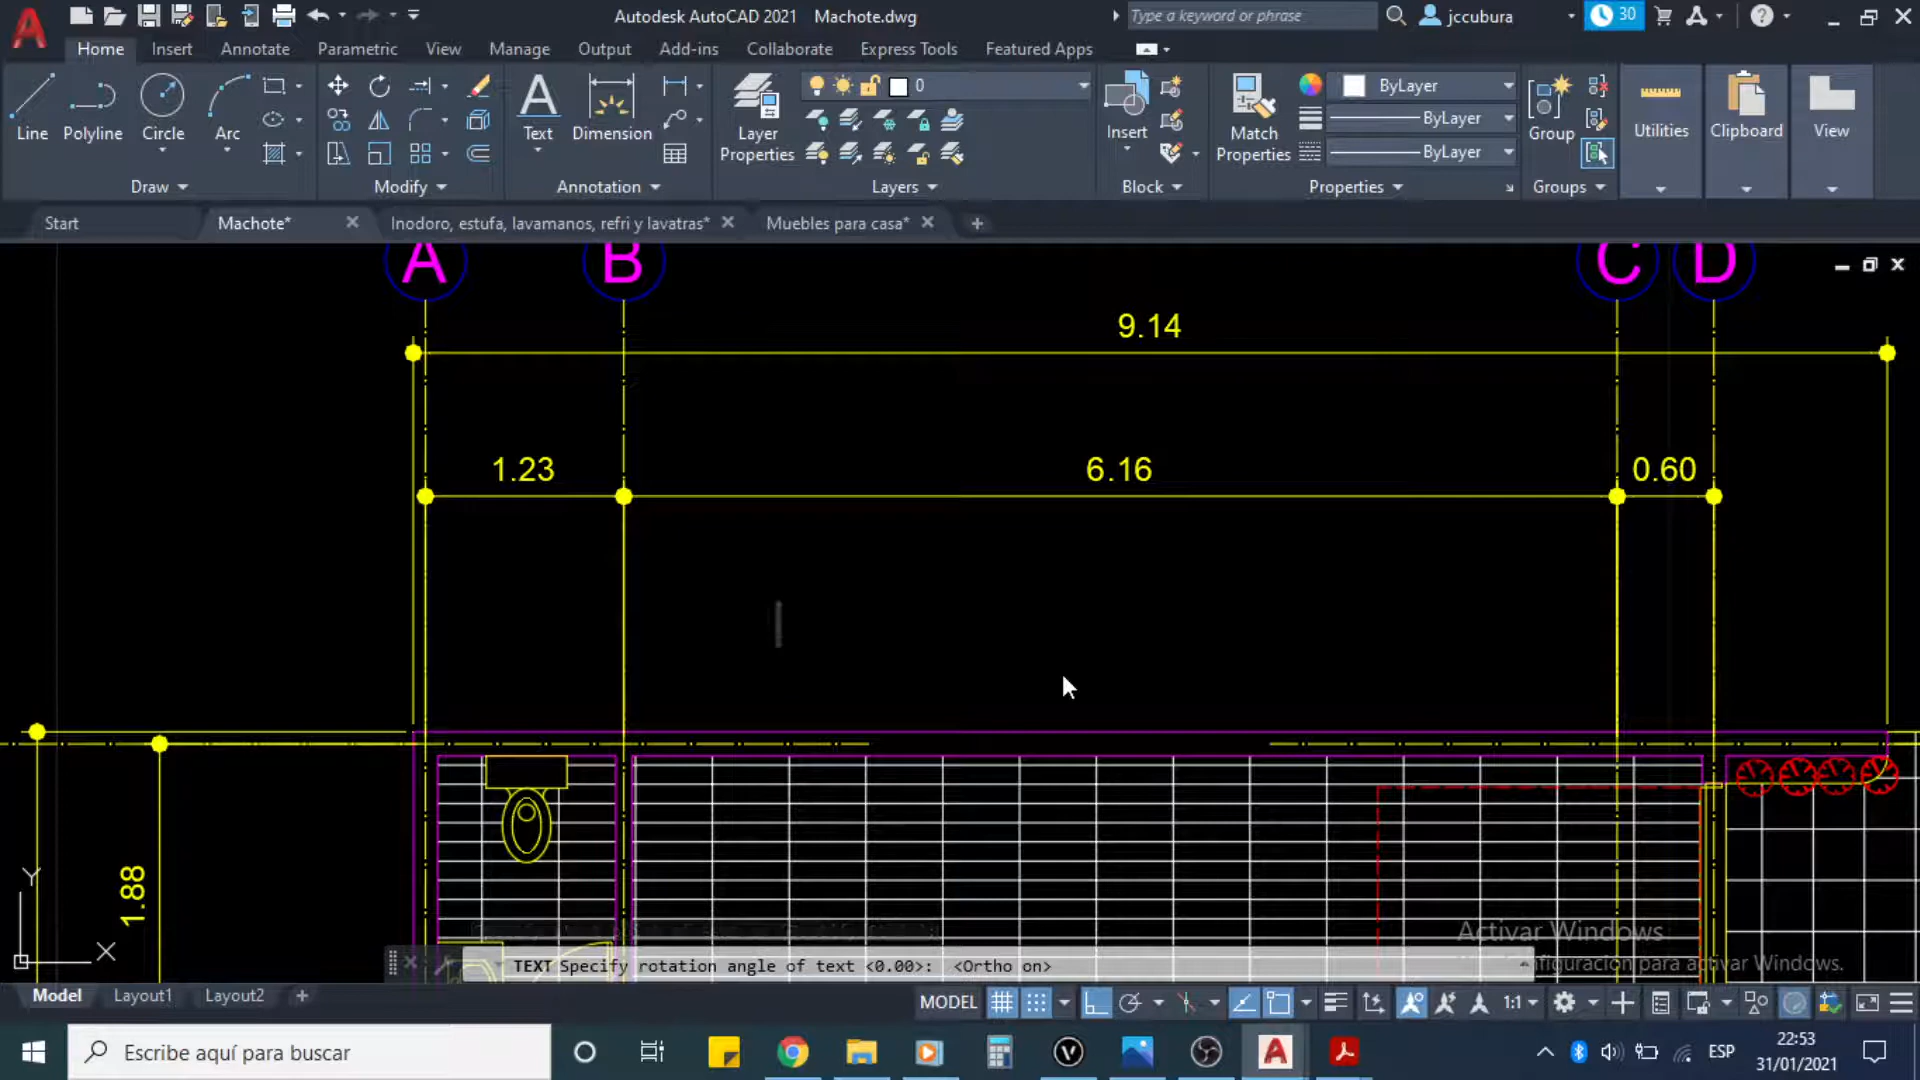 Autodesk AutoCAD 2021 Machote.dwg
Type a keyword or phrase
jccubura
30
Home Insert Annotate Parametric View Manage Output Add-ins Collaborate Express Tools Featured Apps
Line Polyline Circle Arc
Text Dimension
Layer Properties
0
Insert
Match Properties
ByLayer
ByLayer
ByLayer
Group
Utilities Clipboard View
Draw Modify Annotation Layers Block Properties Groups
Start Machote* Inodoro, estufa, lavamanos, refri y lavatras* Muebles para casa*
A B C D
9.14
1.23 6.16 0.60
1.88
Y
X
Activar Windows
TEXT Specify rotation angle of text <0.00>: <Ortho on>
para activar Windows.
Model Layout1 Layout2
MODEL 1:1
Escribe aquí para buscar
ESP
22:53
31/01/2021